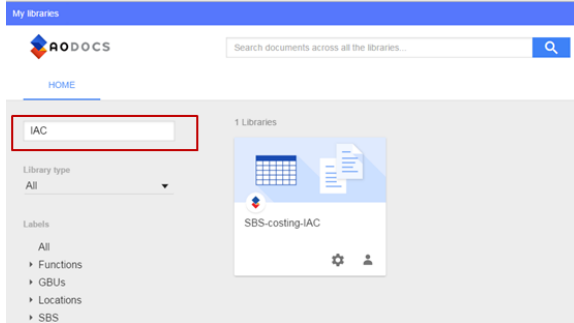 My libraries
AODOCS
Search documents across all the libraries...
HOME
IAC
1 Libraries
Library type
All
SBS-costing-IAC
Labels
All
Functions
GBUs
Locations
SBS